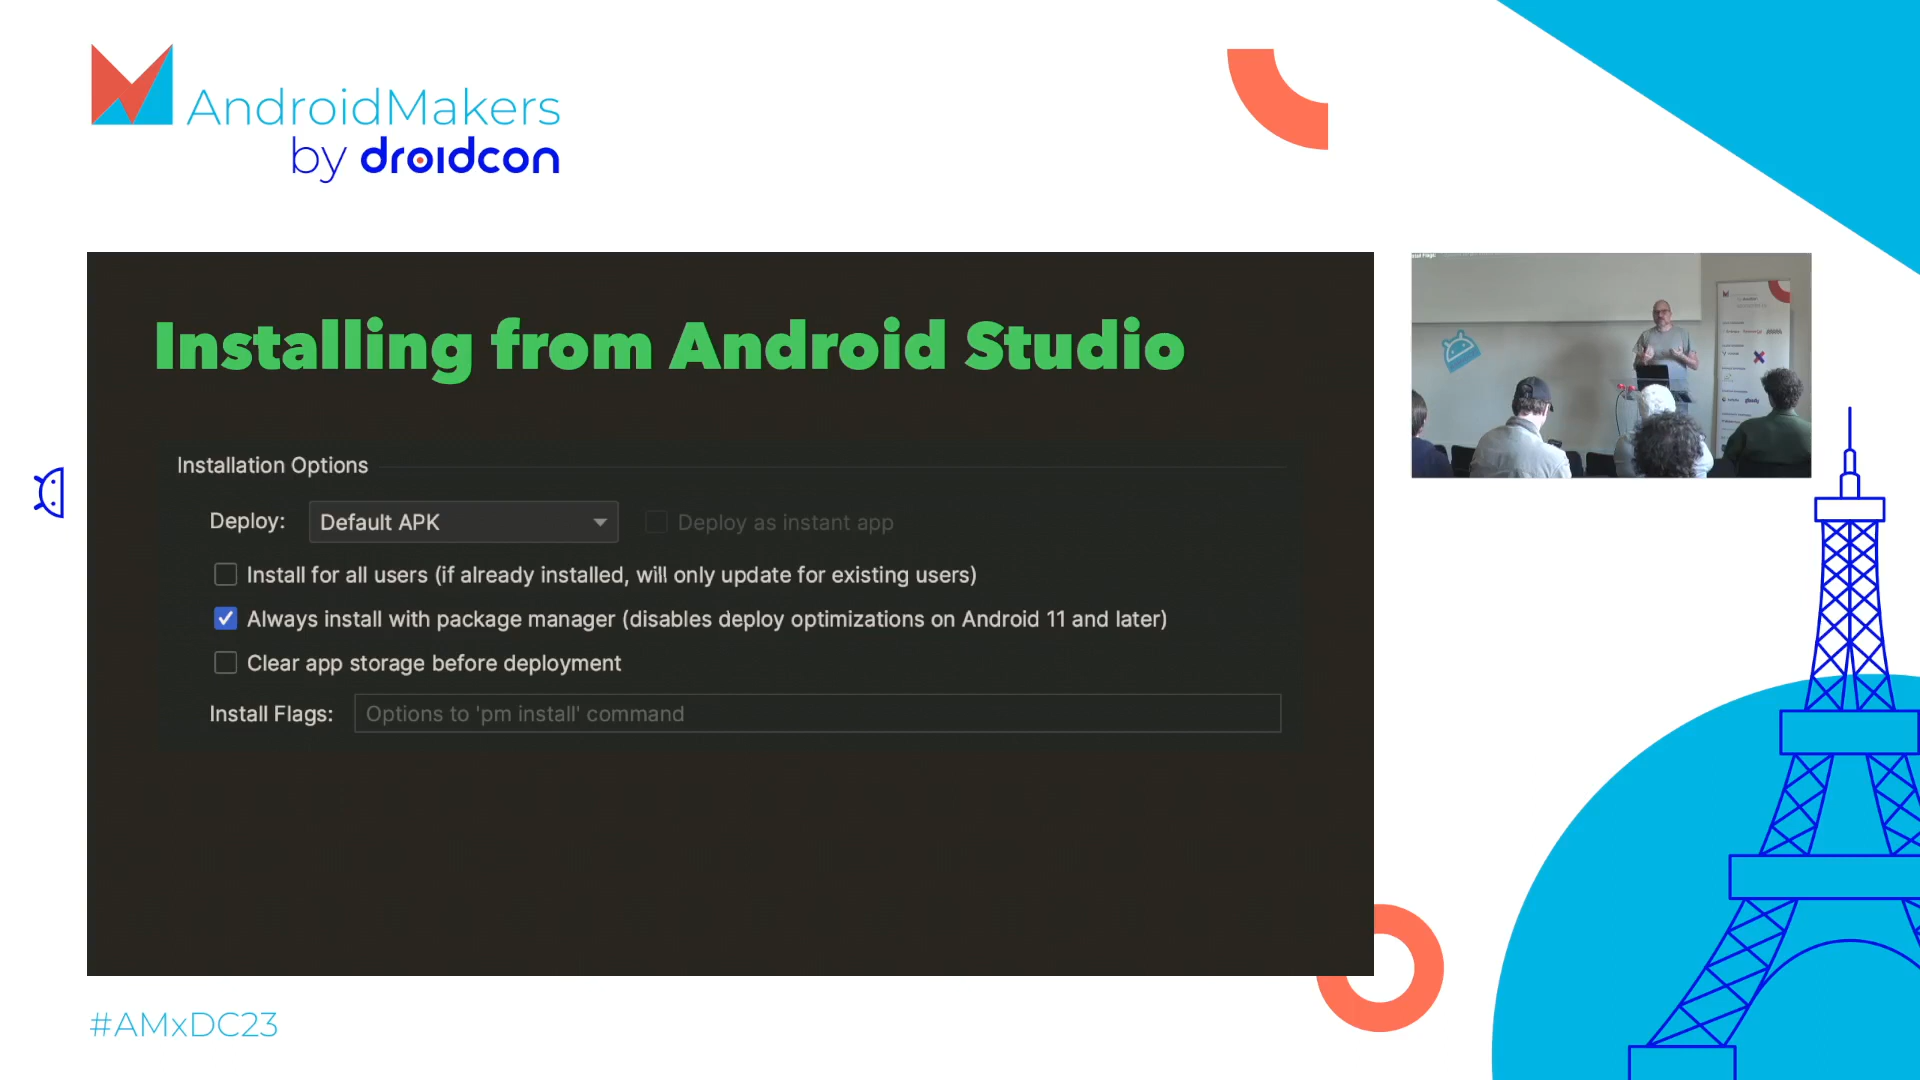 AndroidMakers
by droidcon
Installing from Android Studio
Installation Options
Deploy: Default APK Deploy as instant app
Install for all users (if already installed, will only update for existing users)
Always install with package manager (disables deploy optimizations on Android 11 and later)
Clear app storage before deployment
Install Flags: Options to 'pm install' command
#AMxDC23